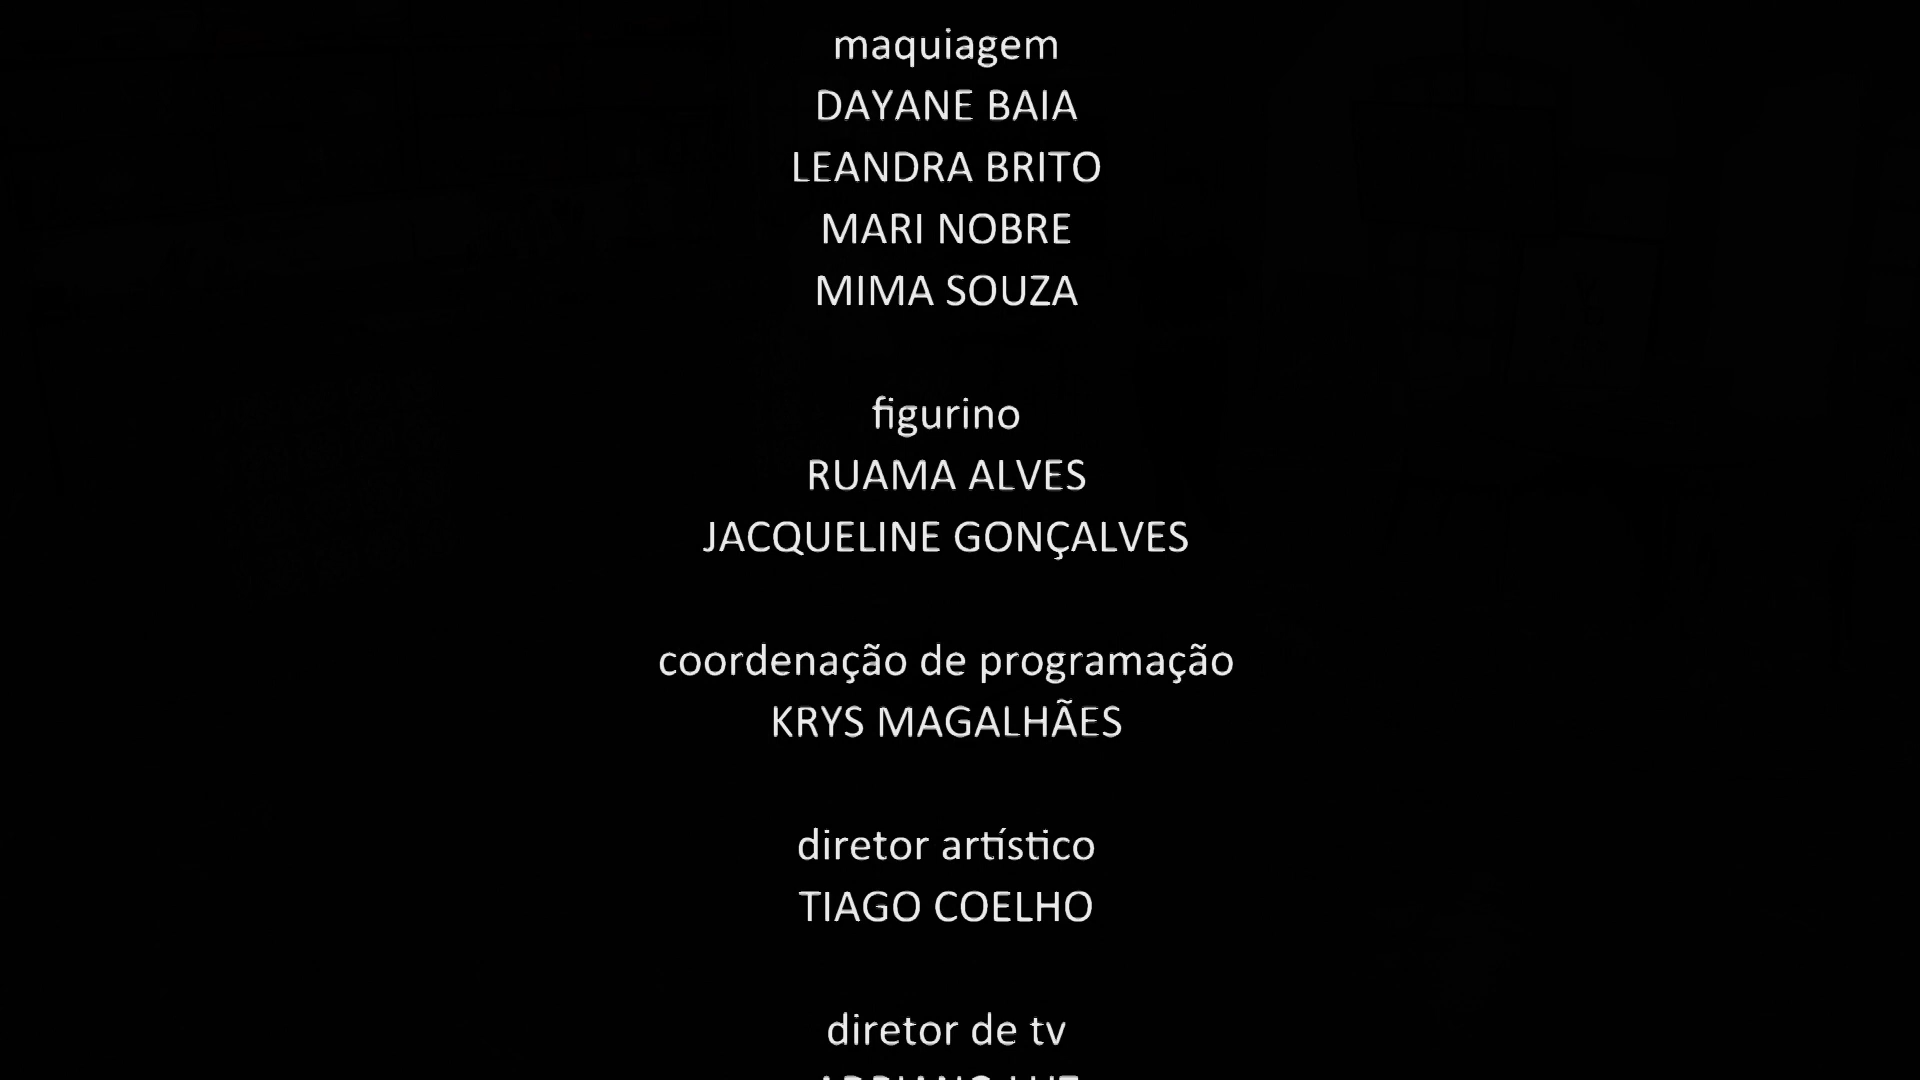 maquiagem
DAYANE BAIA
LEANDRA BRITO
MARI NOBRE
MIMA SOUZA
figurino
RUAMA ALVES
JACQUELINE GONÇALVES
coordenação de programação
KRYS MAGALHÃES
diretor artístico
TIAGO COELHO
diretor de tv